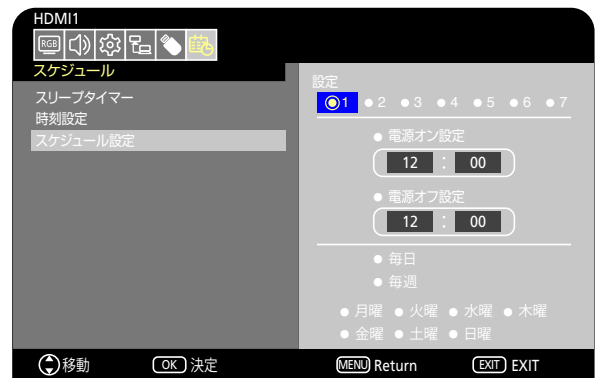 HDMI1
RGB
スケジュール
スリープタイマー
時刻設定
スケジュール設定
設定
1 2 3 4 5 6 7
電源オン設定
12 : 00
電源オフ設定
12 : 00
毎日
毎週
月曜 火曜 水曜 木曜
金曜 土曜 日曜
移動 OK 決定 MENU Return EXIT EXIT